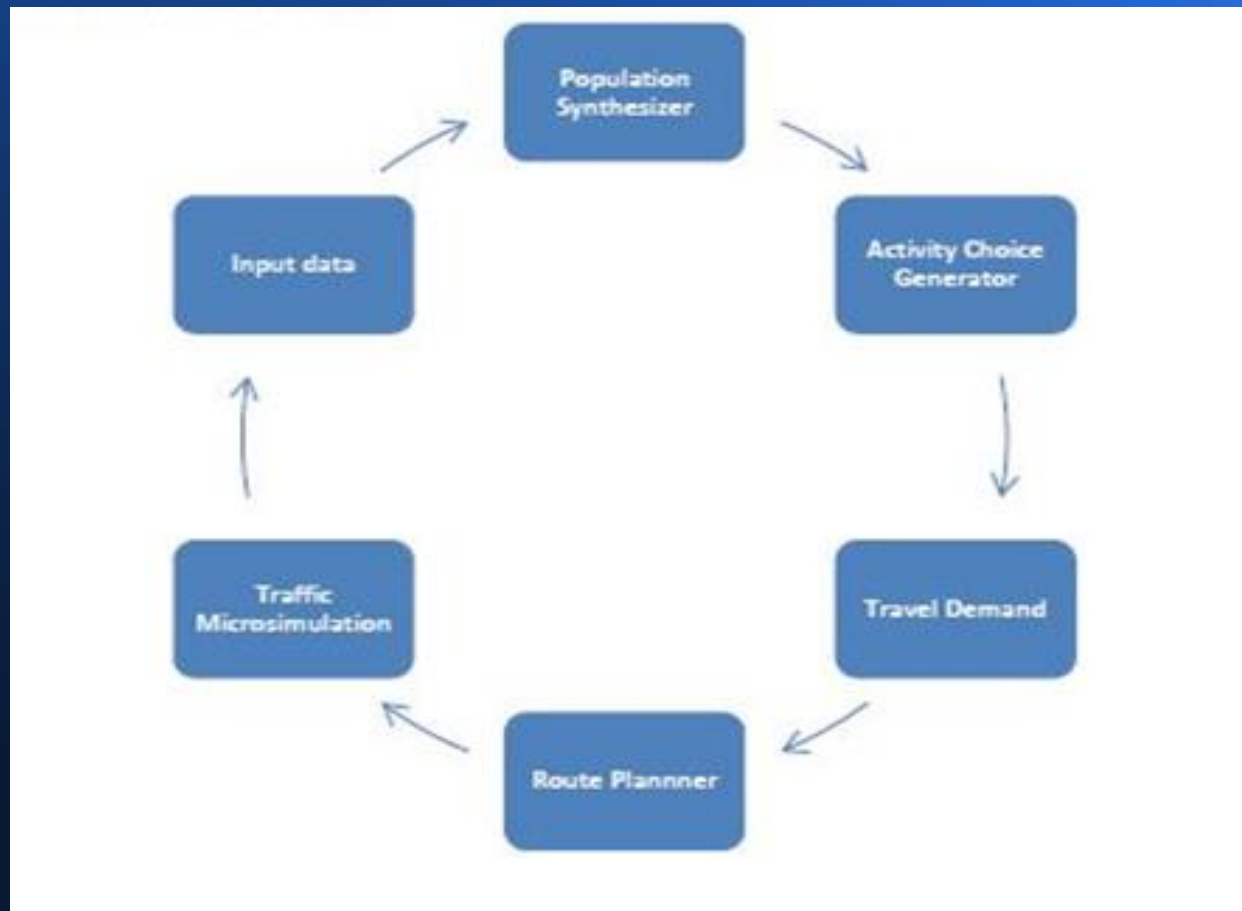 Population
Synthesizer
Activity Choice
Generator
Travel Demand
Route Plannner
Traffic
Microsimulation
Input data